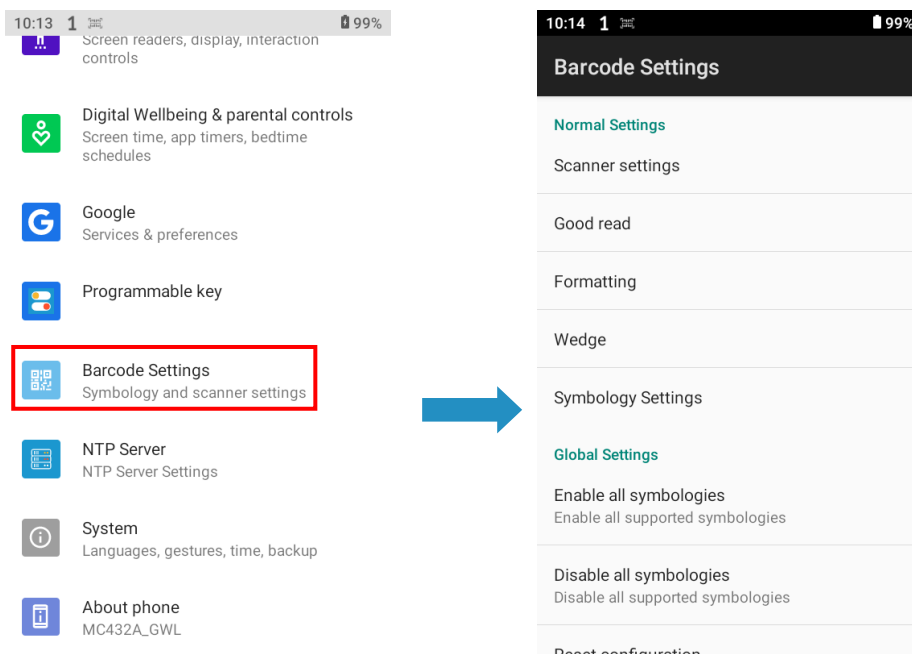 10:13 1 99%
Screen readers, display, interaction
controls
Digital Wellbeing & parental controls
Screen time, app timers, bedtime
schedules
G
Google
Services & preferences
Programmable key
Barcode Settings
Symbology and scanner settings
NTP Server
NTP Server Settings
System
Languages, gestures, time, backup
About phone
MC432A_GWL
10:14 1 99%
Barcode Settings
Normal Settings
Scanner settings
Good read
Formatting
Wedge
Symbology Settings
Global Settings
Enable all symbologies
Enable all supported symbologies
Disable all symbologies
Disable all supported symbologies
Reset configuration